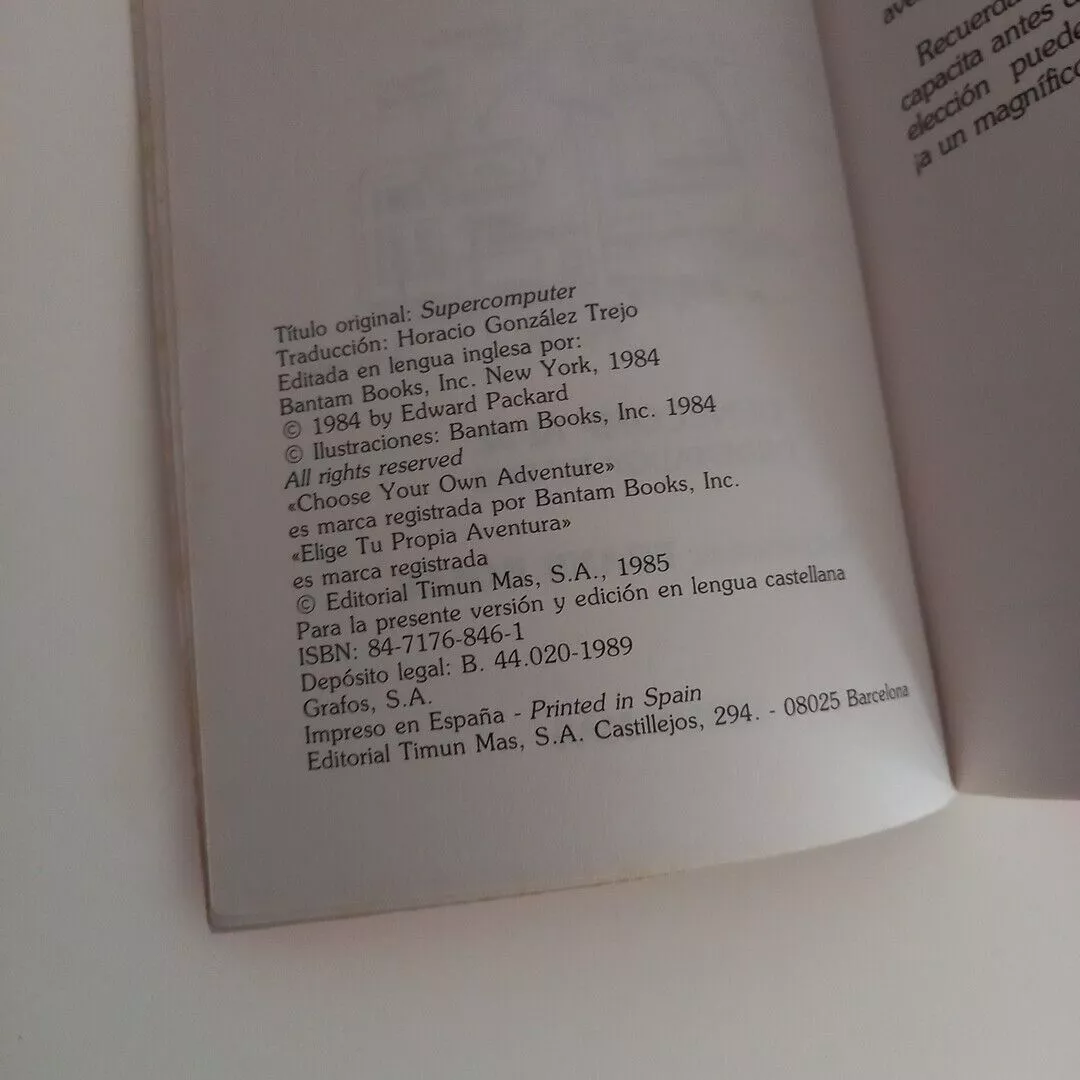 Título original: Supercomputer
Traducción: Horacio González Trejo
Editada en lengua inglesa por:
Bantam Books, Inc. New York, 1984
© 1984 by Edward Packard
© Ilustraciones: Bantam Books, Inc. 1984
All rights reserved
«Choose Your Own Adventure»
es marca registrada por Bantam Books, Inc.
«Elige Tu Propia Aventura»
es marca registrada
© Editorial Timun Mas, S.A., 1985
Para la presente versión y edición en lengua castellana
ISBN: 84-7176-846-1
Depósito legal: B. 44.020-1989
Grafos, S.A.
Impreso en España - Printed in Spain
Editorial Timun Mas, S.A. Castillejos, 294. - 08025 Barcelona
capacita antes
elección puede
ja un magnífico